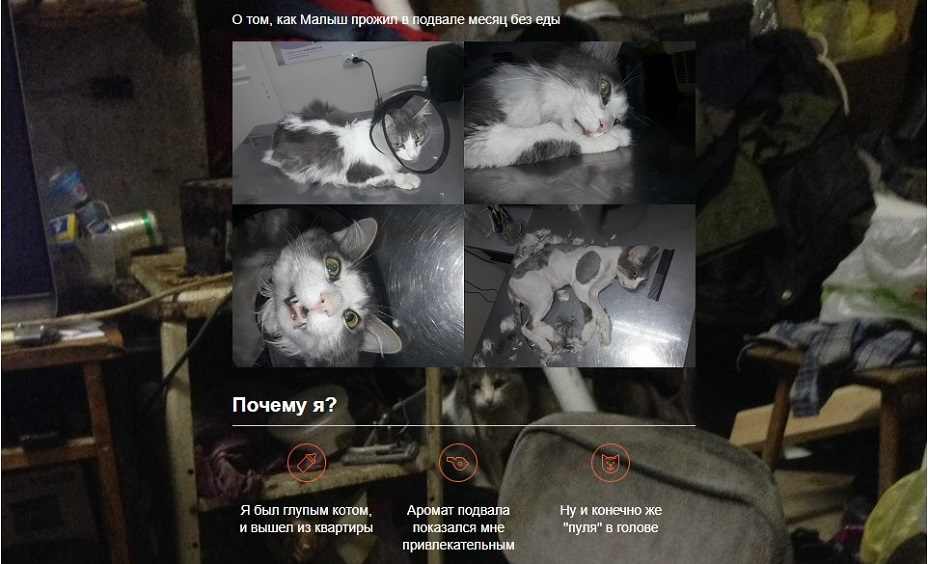 О том, как Малыш прожил в подвале месяц без еды
Почему я?
Я был глупым котом,
и вышел из квартиры
Аромат подвала
показался мне
привлекательным
Ну и конечно же
"пуля" в голове